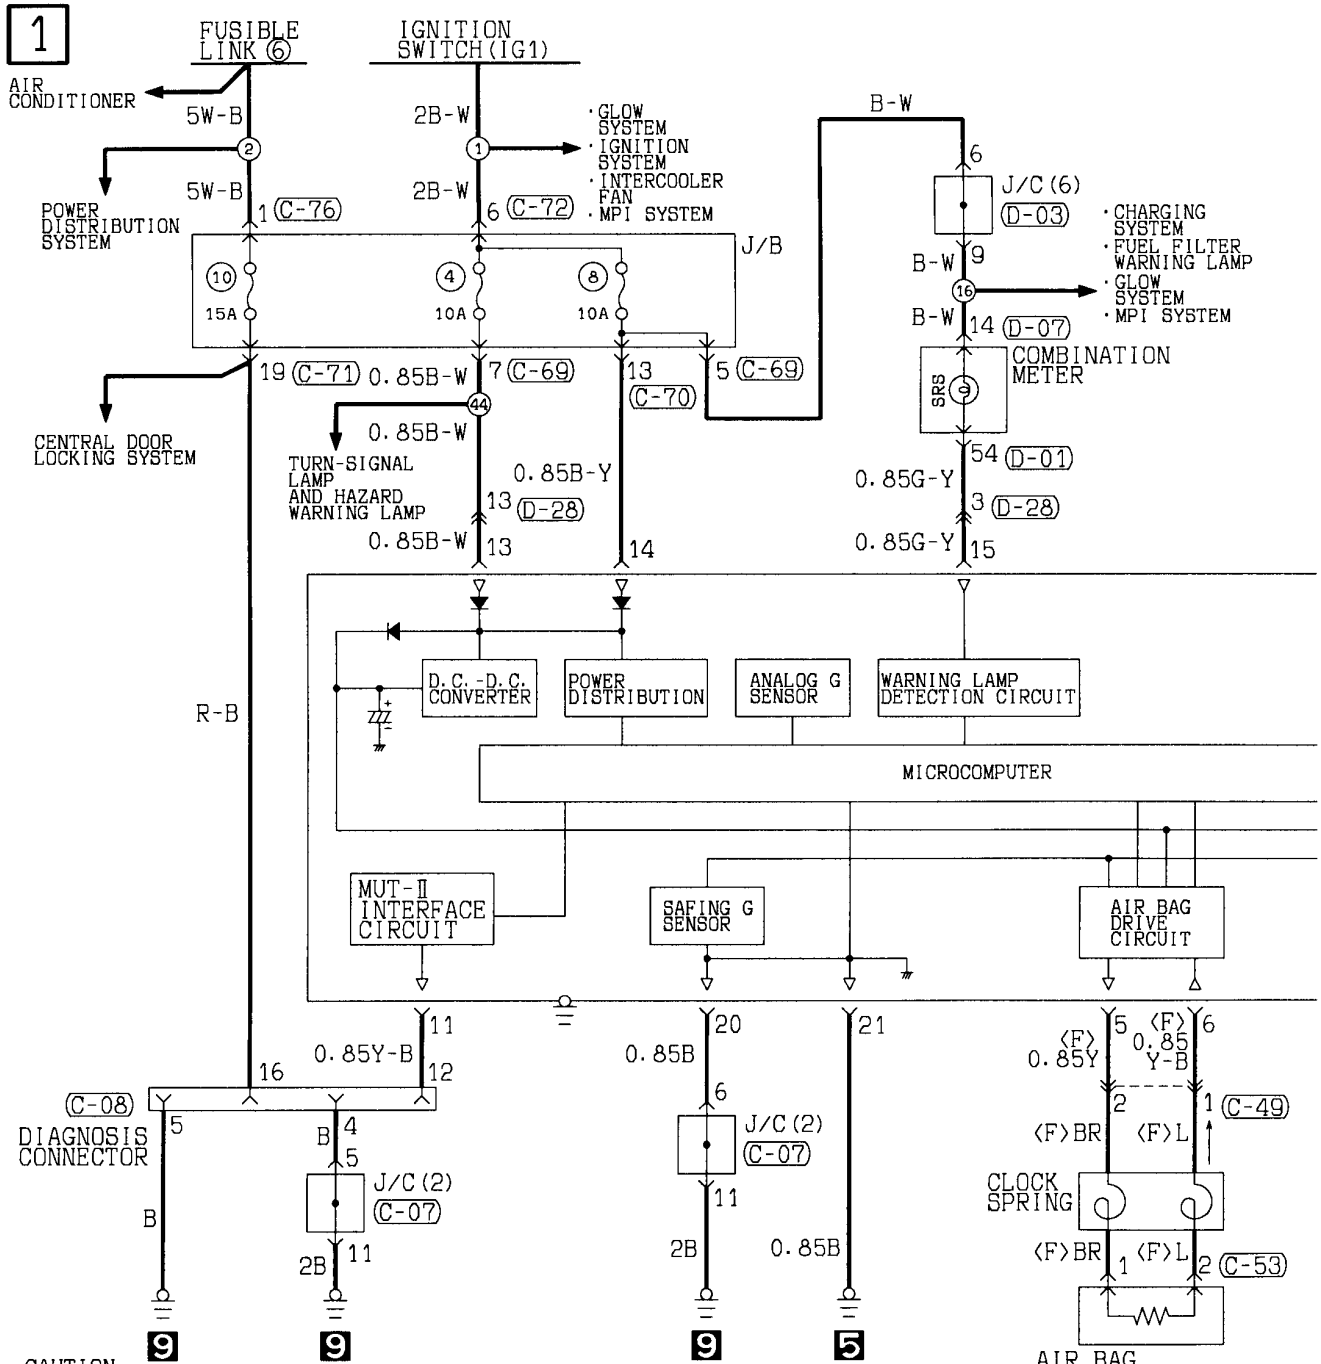 1
FUSIBLE
LINK ⑥
IGNITION
SWITCH(IG1)
AIR
CONDITIONER
5W-B
2B-W
·GLOW
SYSTEM
·IGNITION
SYSTEM
·INTERCOOLER
FAN
·MPI SYSTEM
B-W
2
1
5W-B
2B-W
6
POWER
DISTRIBUTION
SYSTEM
1 (C-76)
6 (C-72)
J/C(6)
(D-03)
·CHARGING
SYSTEM
·FUEL FILTER
WARNING LAMP
·GLOW
SYSTEM
·MPI SYSTEM
J/B
10
4
8
15A
10A
10A
B-W
9
16
B-W
14 (D-07)
COMBINATION
METER
SRS
19 (C-71)
0.85B-W
7 (C-69)
13
(C-70)
5 (C-69)
44
CENTRAL DOOR
LOCKING SYSTEM
0.85B-W
TURN-SIGNAL
LAMP
AND HAZARD
WARNING LAMP
0.85B-Y
54 (D-01)
0.85G-Y
13 (D-28)
3 (D-28)
0.85B-W
13
14
0.85G-Y
15
D.C.-D.C.
CONVERTER
POWER
DISTRIBUTION
ANALOG G
SENSOR
WARNING LAMP
DETECTION CIRCUIT
+
-
R-B
MICROCOMPUTER
MUT-Ⅱ
INTERFACE
CIRCUIT
SAFING G
SENSOR
AIR BAG
DRIVE
CIRCUIT
11
20
21
5
<F>
6
0.85Y-B
0.85B
<F>
0.85Y
0.85
Y-B
16
12
6
(C-08)
5
4
2
1 (C-49)
DIAGNOSIS
CONNECTOR
B
5
J/C(2)
(C-07)
J/C(2)
(C-07)
<F>BR
<F>L
CLOCK
SPRING
B
11
11
2B
2B
0.85B
<F>BR
<F>L
1
2 (C-53)
9
9
9
5
AIR BAG
CAUTION